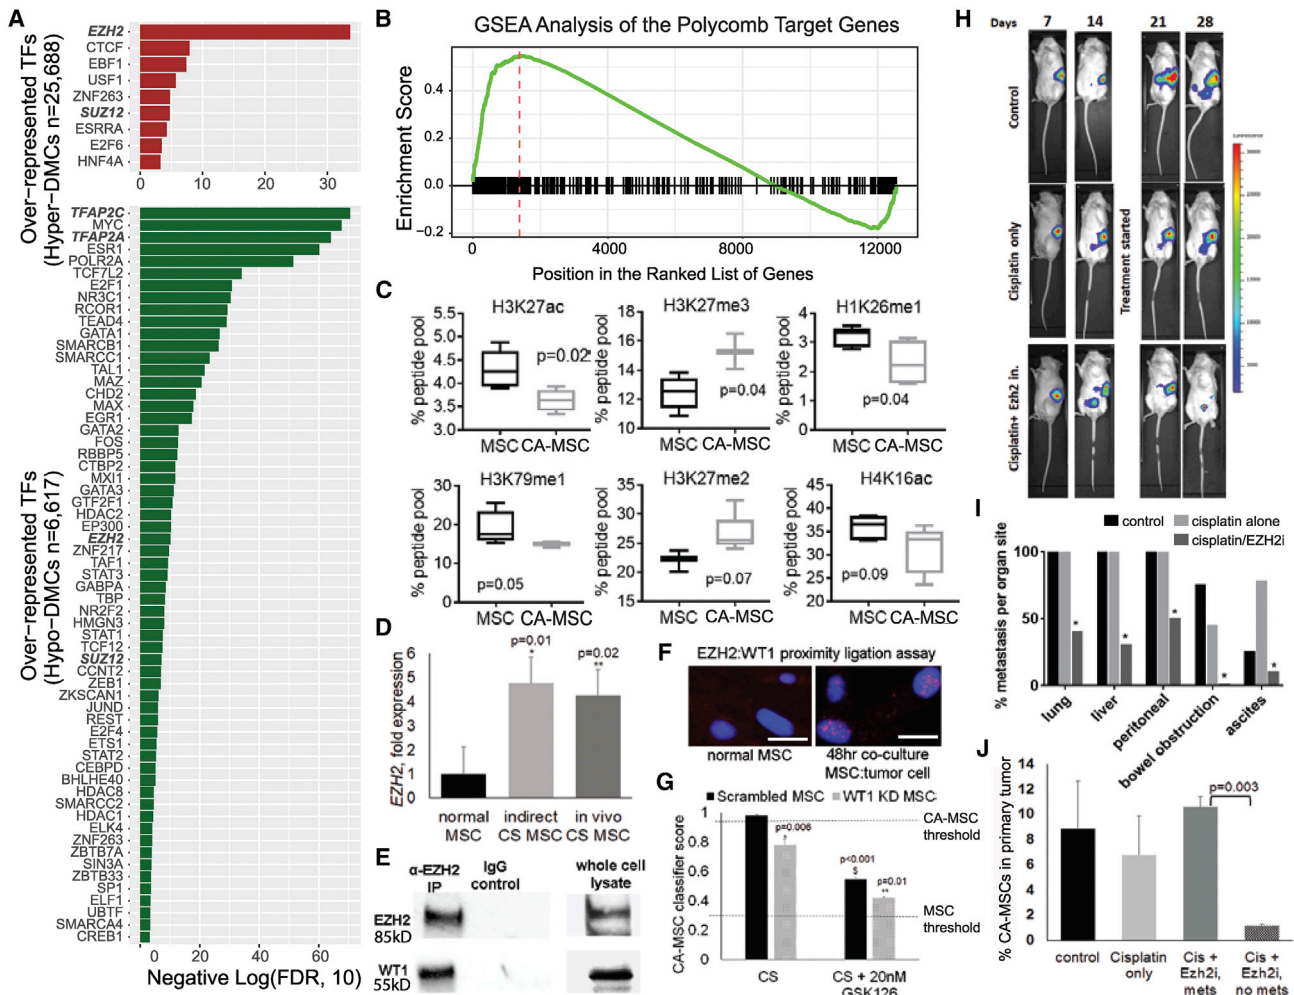 A
Over-represented TFs
(Hyper-DMCs n=25,688)
EZH2
CTCF
EBF1
USF1
ZNF263
SUZ12
ESRRA
E2F6
HNF4A
0 10 20 30
Over-represented TFs
(Hypo-DMCs n=6,617)
TFAP2C
MYC
TFAP2A
ESR1
POLR2A
TCF7L2
E2F1
NR3C1
RCOR1
TEAD4
GATA1
SMARCB1
SMARCC1
TAL1
MAZ
CHD2
MAX
EGR1
GATA2
FOS
RBBP5
CTBP2
MXI1
GATA3
GTF2F1
HDAC2
EP300
EZH2
ZNF217
TAF1
STAT3
GABPA
TBP
NR2F2
HMGN3
STAT1
TCF12
SUZ12
CCNT2
ZEB1
ZKSCAN1
JUND
REST
E2F4
ETS1
STAT2
CEBPD
BHLHE40
HDAC8
SMARCC2
HDAC1
ELK4
ZNF263
ZBTB7A
SIN3A
ZBTB33
SP1
ELF1
UBTF
SMARCA4
CREB1
0 20 40 60
Negative Log(FDR, 10)
B
GSEA Analysis of the Polycomb Target Genes
Enrichment Score
0.4
0.2
0.0
−0.2
0 4000 8000 12000
Position in the Ranked List of Genes
C
H3K27ac
% peptide pool
5.5
5.0
4.5
4.0
3.5
3.0
p=0.02
MSC CA-MSC
H3K27me3
% peptide pool
18
16
14
12
10
p=0.04
MSC CA-MSC
H1K26me1
% peptide pool
4
3
2
1
0
p=0.04
MSC CA-MSC
H3K79me1
% peptide pool
30
20
10
0
p=0.05
MSC CA-MSC
H3K27me2
% peptide pool
35
30
25
20
15
p=0.07
MSC CA-MSC
H4K16ac
% peptide pool
45
40
35
30
25
20
p=0.09
MSC CA-MSC
D
EZH2, fold expression
6
5
4
3
2
1
0
p=0.01
*
p=0.02
**
normal MSC
indirect CS MSC
in vivo CS MSC
E
α-EZH2 IP
IgG control
whole cell lysate
EZH2
85kD
WT1
55kD
F
EZH2:WT1 proximity ligation assay
normal MSC
48hr co-culture
MSC:tumor cell
G
Scrambled MSC WT1 KD MSC
CA-MSC classifier score
1
0.8
0.6
0.4
0.2
0
p=0.006
*
p<0.001
$
p=0.01
**
CA-MSC
threshold
MSC
threshold
CS
CS + 20nM
GSK126
H
Days 7 14 21 28
Control
Cisplatin only
Cisplatin+ Ezh2 in.
Treatment started
Luminescence
30000
20000
10000
I
control cisplatin alone
cisplatin/EZH2i
% metastasis per organ site
100
50
0
* * * * *
lung
liver
peritoneal
bowel obstruction
ascites
J
% CA-MSCs in primary tumor
14
12
10
8
6
4
2
0
p=0.003
control
Cisplatin only
Cis + Ezh2i, mets
Cis + Ezh2i, no mets